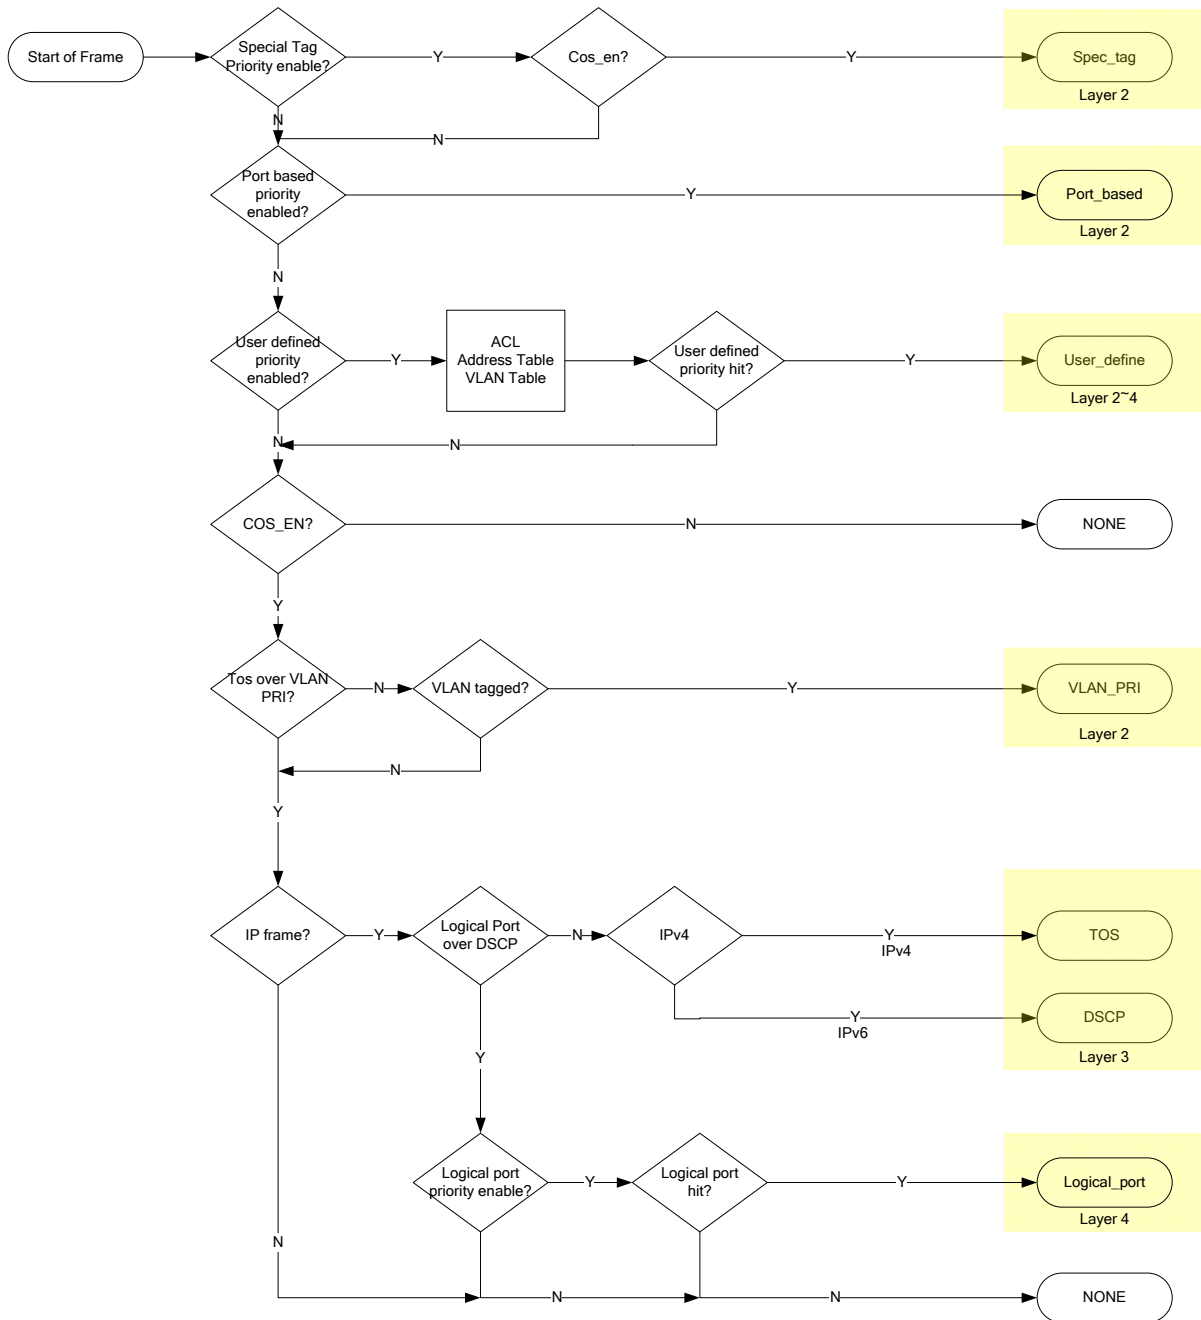 Start of Frame
Special Tag
Priority enable?
Y
Cos_en?
Y
Spec_tag
Layer 2
N
N
Port based
priority
enabled?
Y
Port_based
Layer 2
N
User defined
priority
enabled?
Y
ACL
Address Table
VLAN Table
User defined
priority hit?
Y
User_define
Layer 2~4
N
N
COS_EN?
N
NONE
Y
Tos over VLAN
PRI?
N
VLAN tagged?
Y
VLAN_PRI
Layer 2
N
Y
IP frame?
Y
Logical Port
over DSCP
N
IPv4
Y
IPv4
TOS
Y
IPv6
DSCP
Layer 3
Y
Logical port
priority enable?
Y
Logical port
hit?
Y
Logical_port
Layer 4
N
N
N
NONE